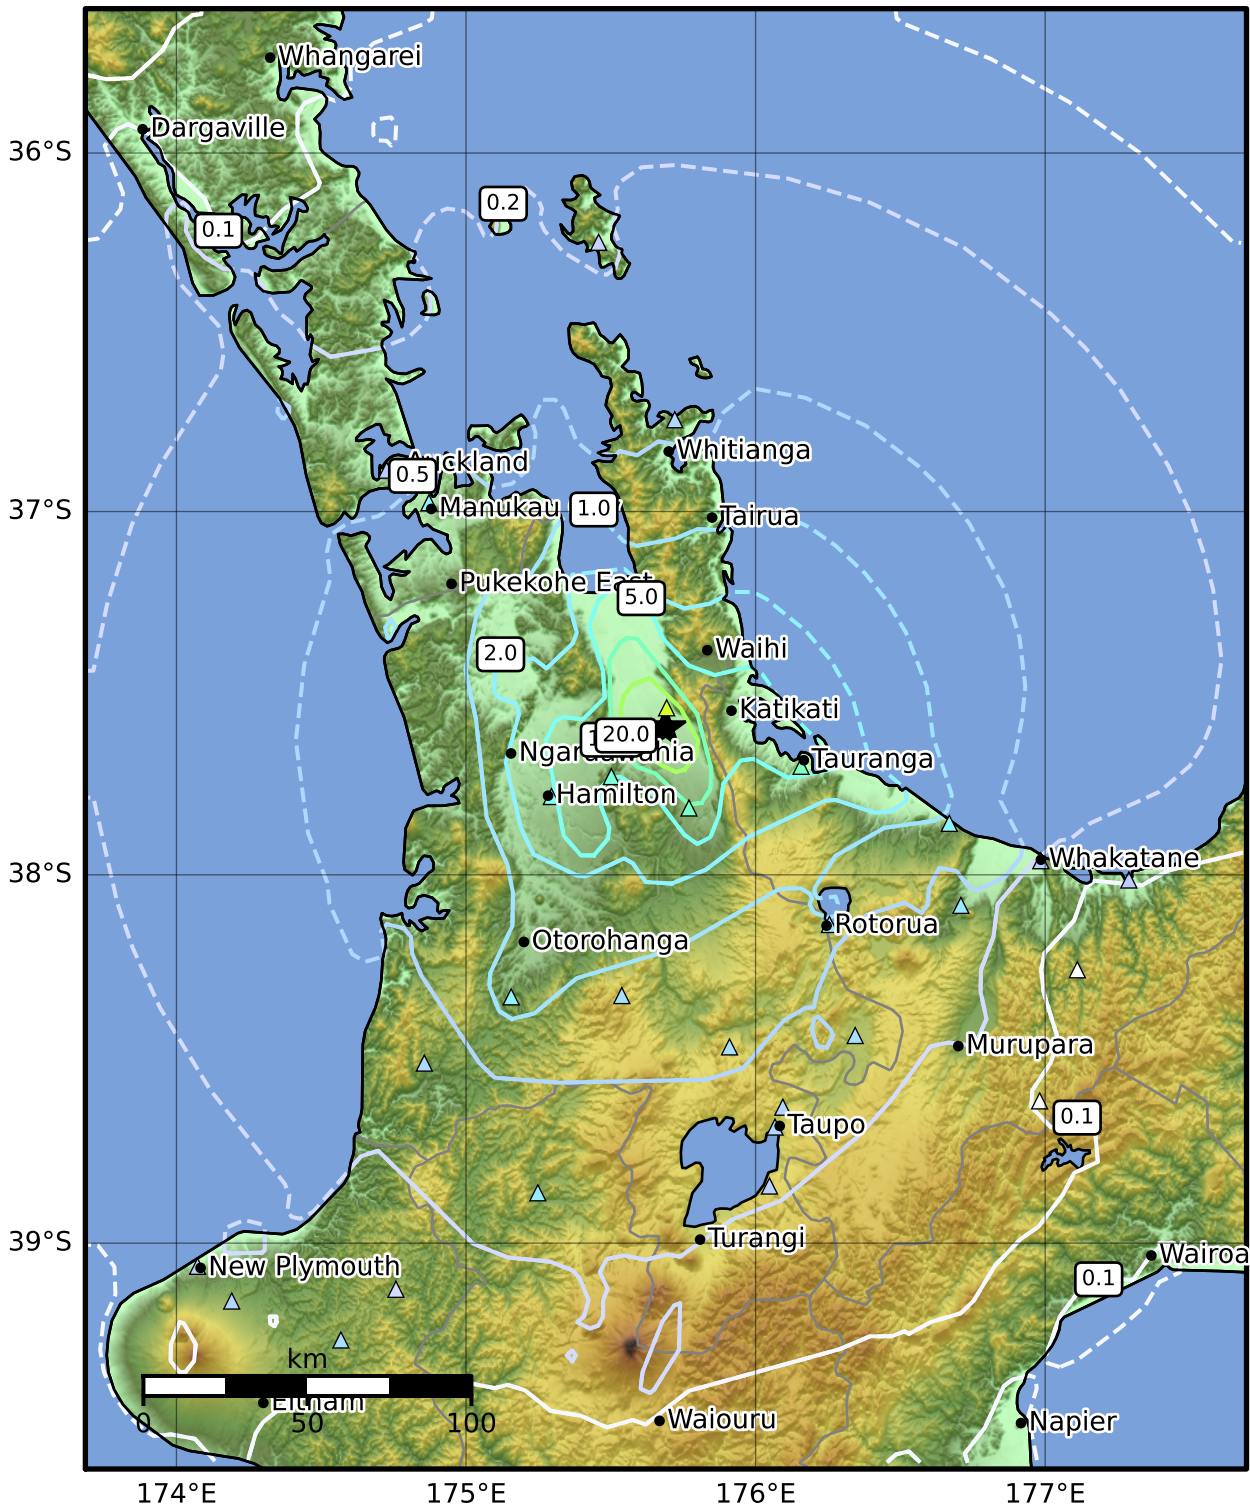 Whangarei
Dargaville
36°S
0.2
0.1
Whitianga
Auckland
0.5
37°S
Manukau
1.0
Tairua
Pukekohe East
5.0
Waihi
2.0
Katikati
20.0
Tauranga
Hamilton
Whakatane
38°S
Rotorua
Otorohanga
Murupara
0.1
Taupo
39°S
Turangi
Wairoa
New Plymouth
0.1
km
Eltham
0 50 100
Waiouru
Napier
174°E 175°E 176°E 177°E